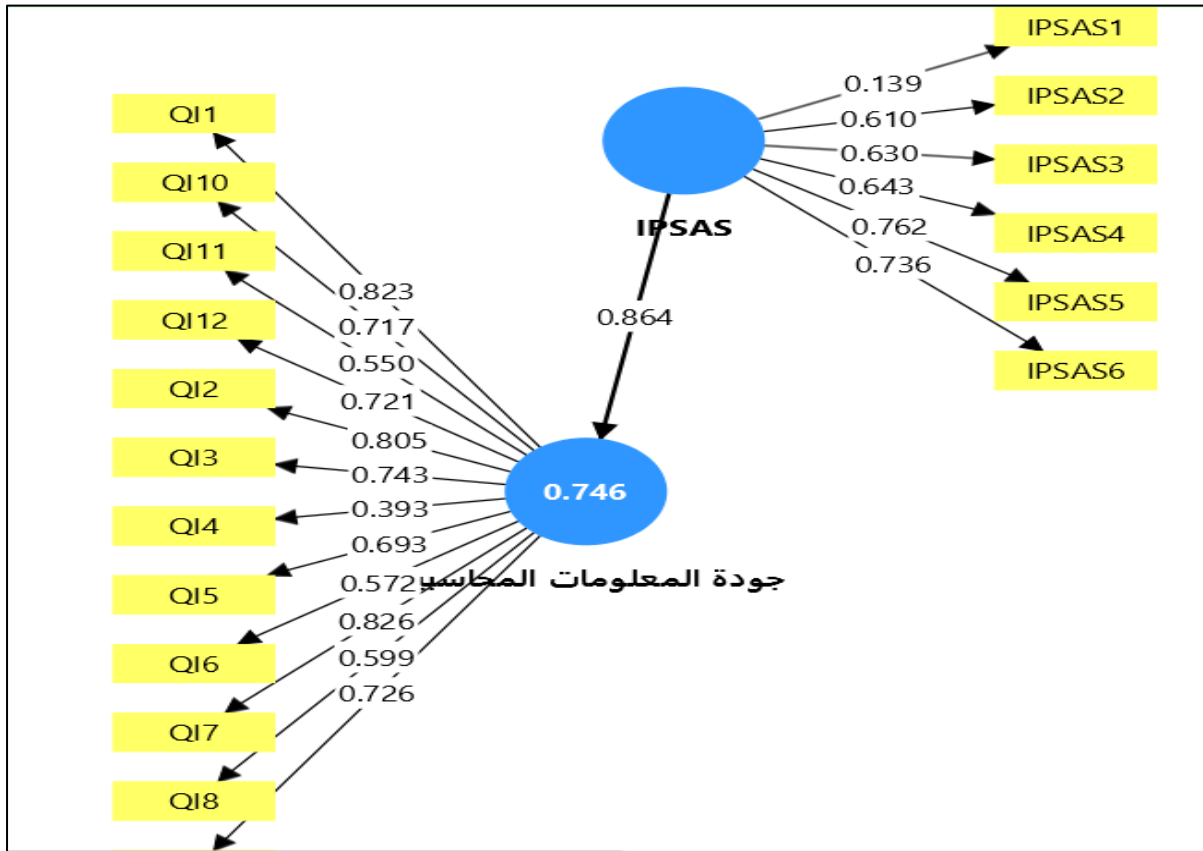 IPSAS1
IPSAS2
IPSAS3
IPSAS4
IPSAS5
IPSAS6
0.139
0.610
0.630
0.643
0.762
0.736
IPSAS
0.864
QI1
QI10
QI11
QI12
QI2
QI3
QI4
QI5
QI6
QI7
QI8
0.823
0.717
0.550
0.721
0.805
0.743
0.393
0.693
0.572
0.826
0.599
0.726
0.746
جودة المعلومات